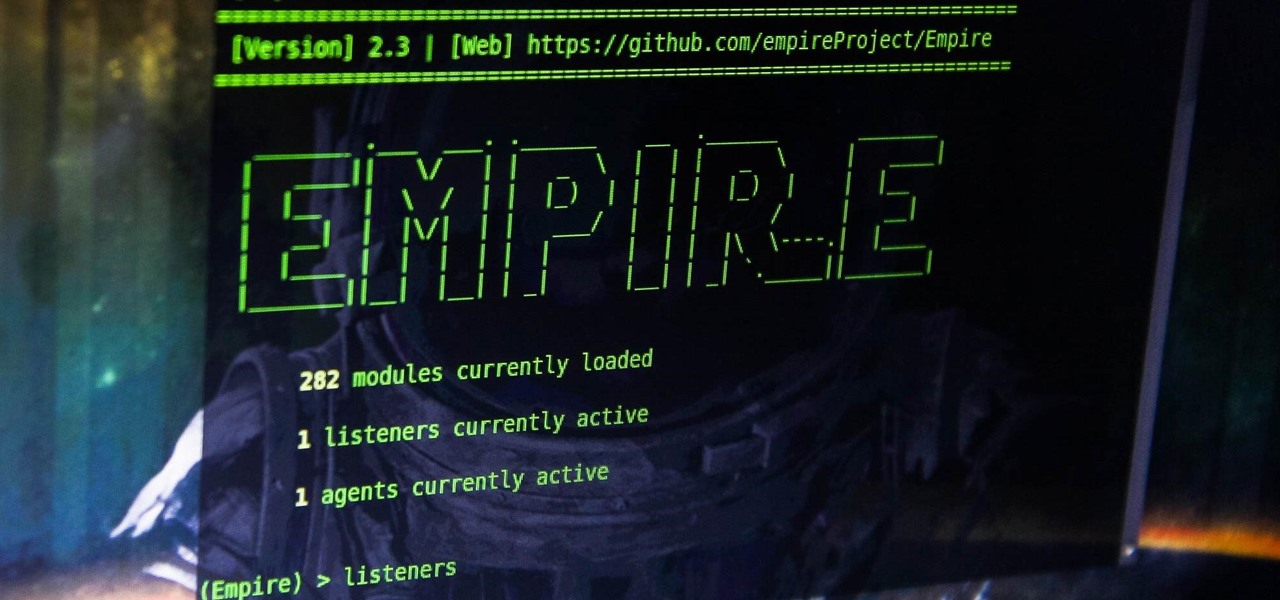 [Version] 2.3 | [Web] https://github.com/empireProject/Empire
EMPIRE
282 modules currently loaded
1 listeners currently active
1 agents currently active
(Empire) > listeners